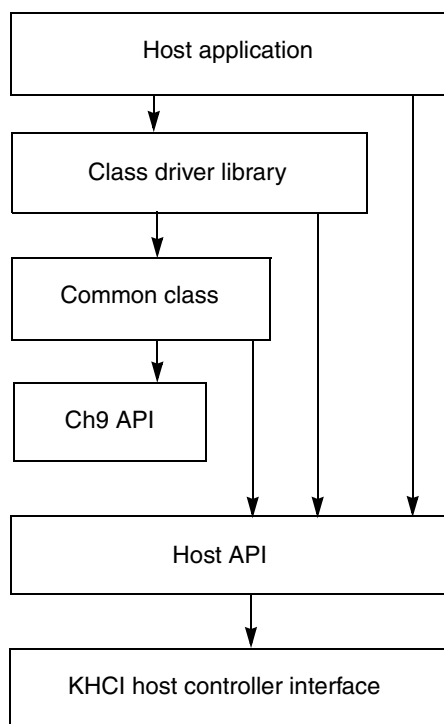 Host application
Class driver library
Common class
Ch9 API
Host API
KHCI host controller interface